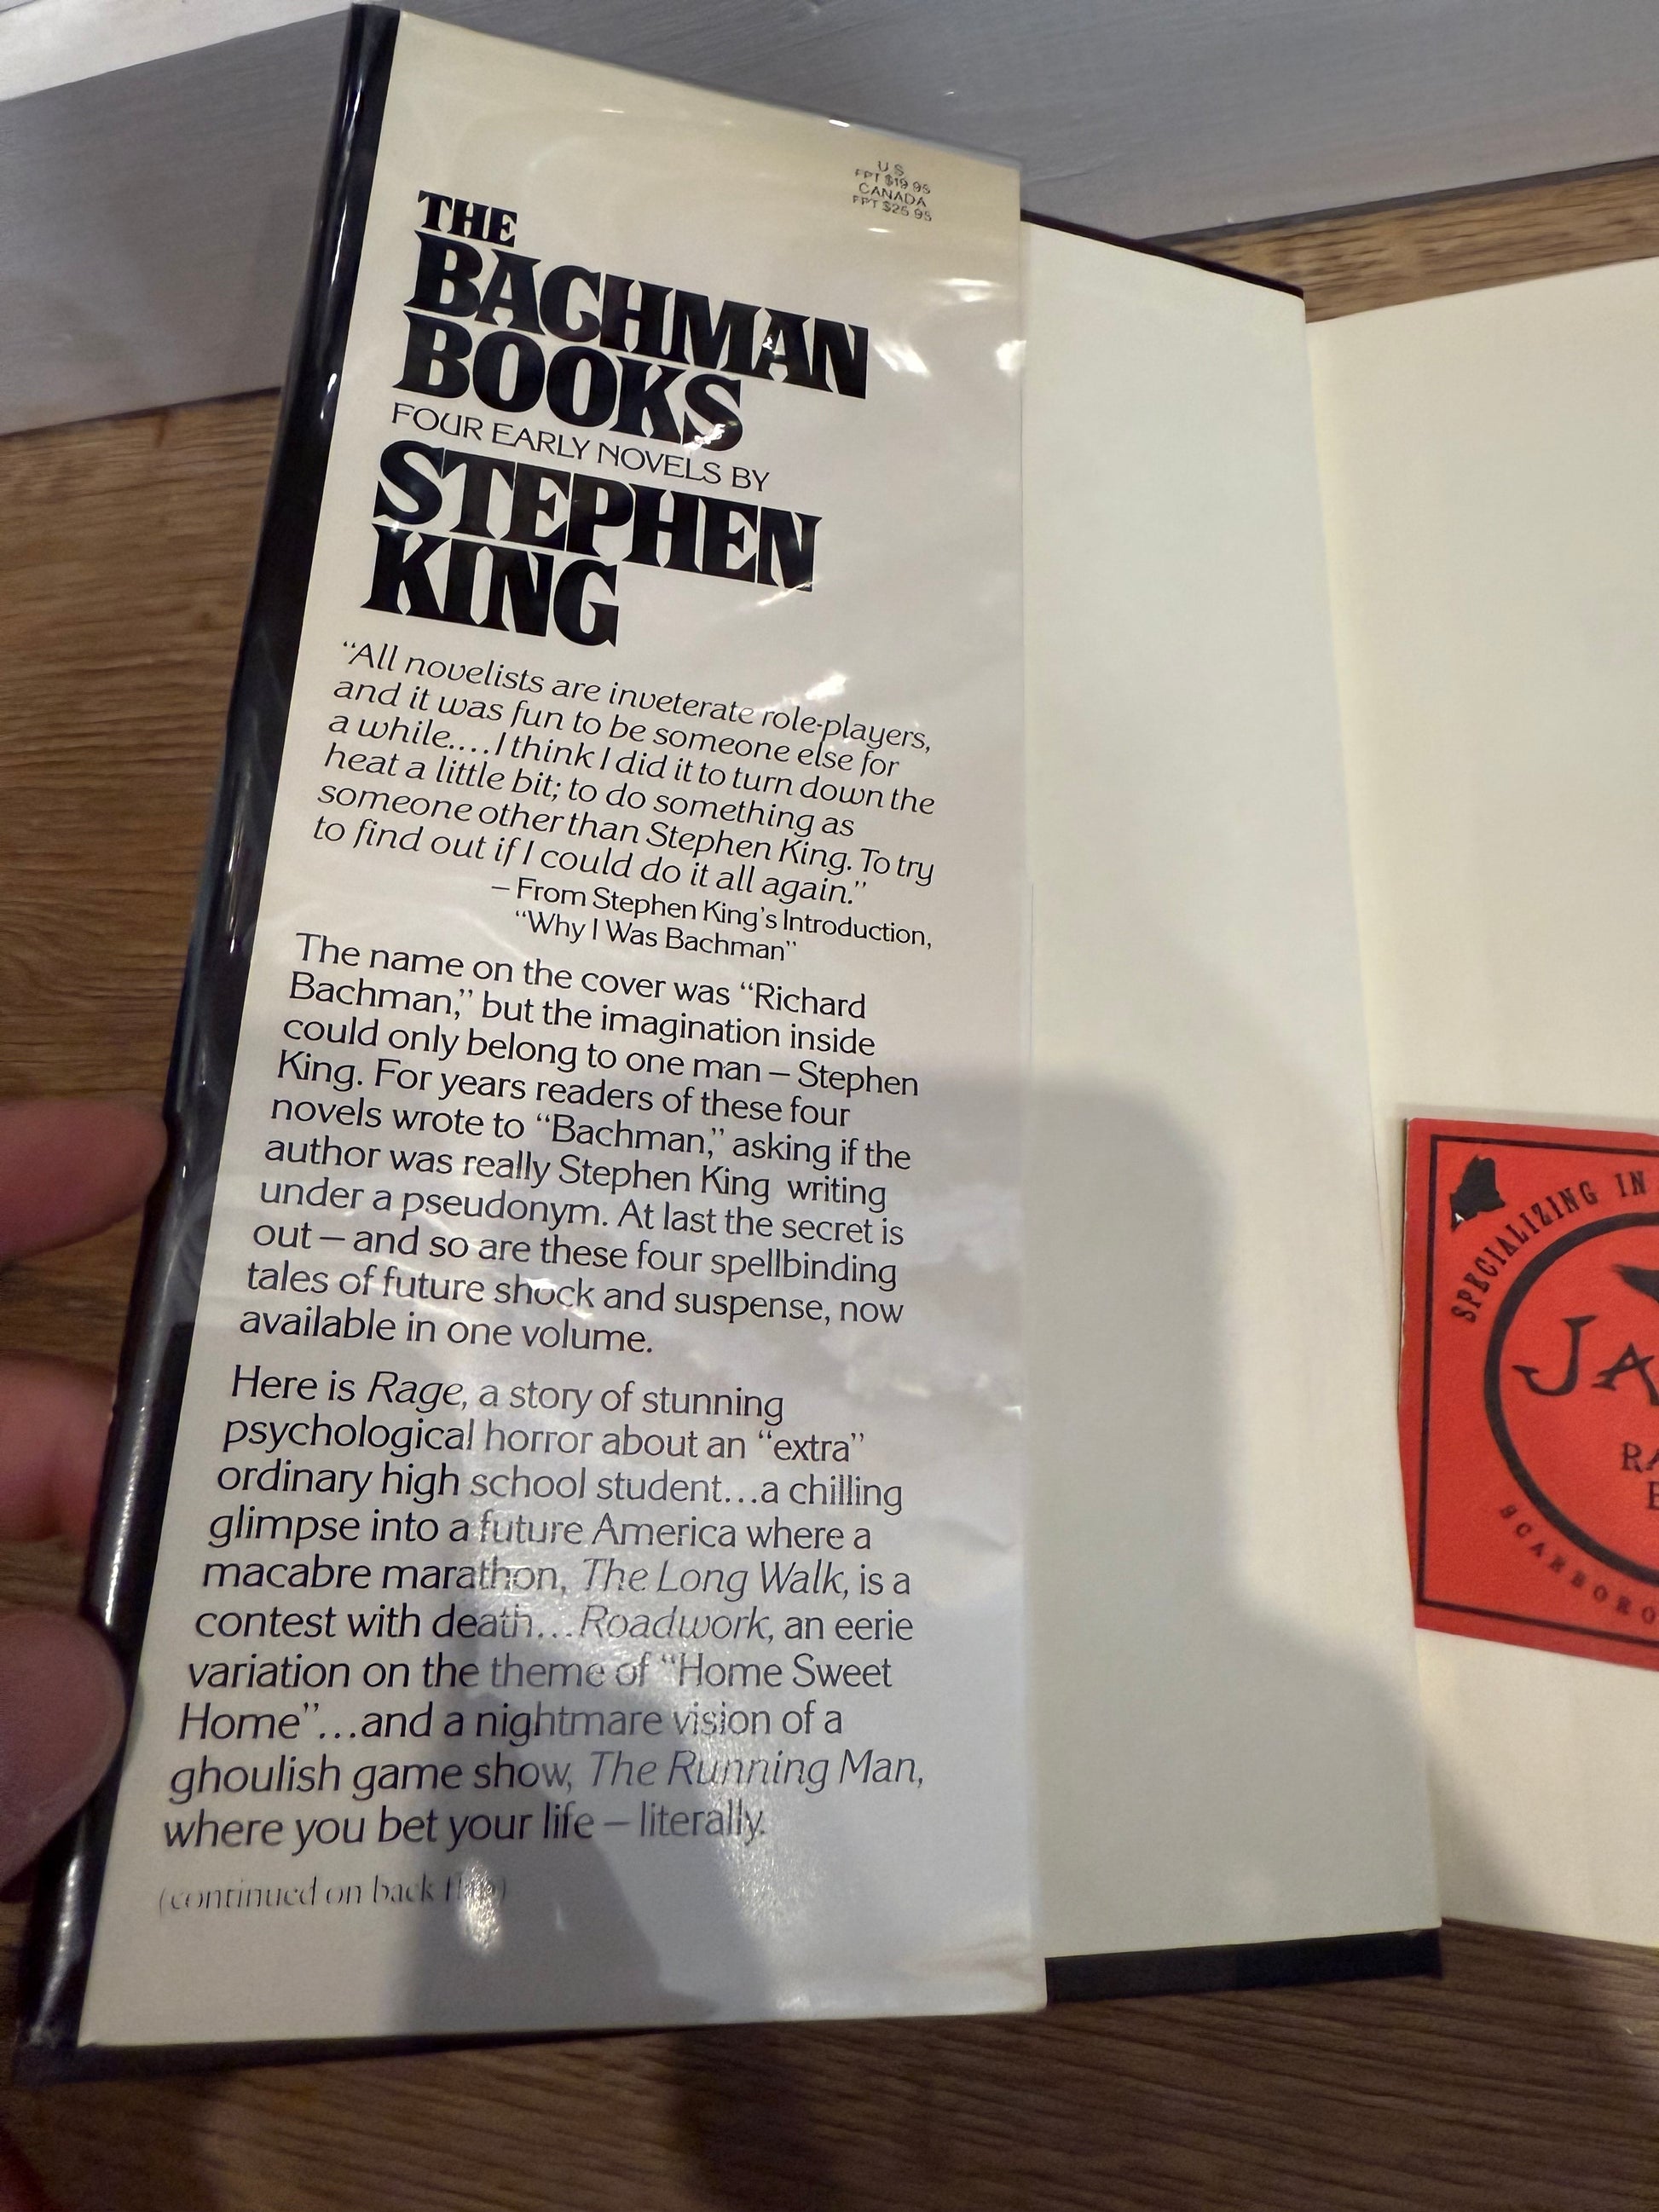 U.S.
FPT $19.95
CANADA
FPT $25.95
THE
BACHMAN
BOOKS
FOUR EARLY NOVELS BY
STEPHEN
KING
“All novelists are inveterate role-players,
and it was fun to be someone else for
a while....I think I did it to turn down the
heat a little bit; to do something as
someone other than Stephen King. To try
to find out if I could do it all again.”
– From Stephen King’s Introduction,
“Why I Was Bachman”
The name on the cover was “Richard
Bachman,” but the imagination inside
could only belong to one man – Stephen
King. For years readers of these four
novels wrote to “Bachman,” asking if the
author was really Stephen King writing
under a pseudonym. At last the secret is
out – and so are these four spellbinding
tales of future shock and suspense, now
available in one volume.
Here is Rage, a story of stunning
psychological horror about an “extra”
ordinary high school student...a chilling
glimpse into a future America where a
macabre marathon, The Long Walk, is a
contest with death...Roadwork, an eerie
variation on the theme of “Home Sweet
Home”...and a nightmare vision of a
ghoulish game show, The Running Man,
where you bet your life – literally.
(continued on back flap)
SPECIALIZING IN
JA
RA
SCARBORO